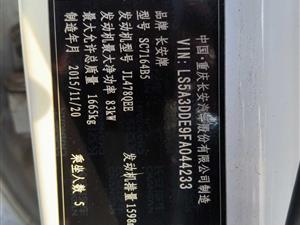 中国·重庆长安汽车股份有限公司制造
VIN: LS5A3DDE9FA044233
品牌 长安牌
型号 SC7164B5
发动机型号 JL478QEE
发动机最大净功率 83kW 发动机排量 1598m
最大允许总质量 1665kg
制造年月 2015/11/20 乘坐人数 5